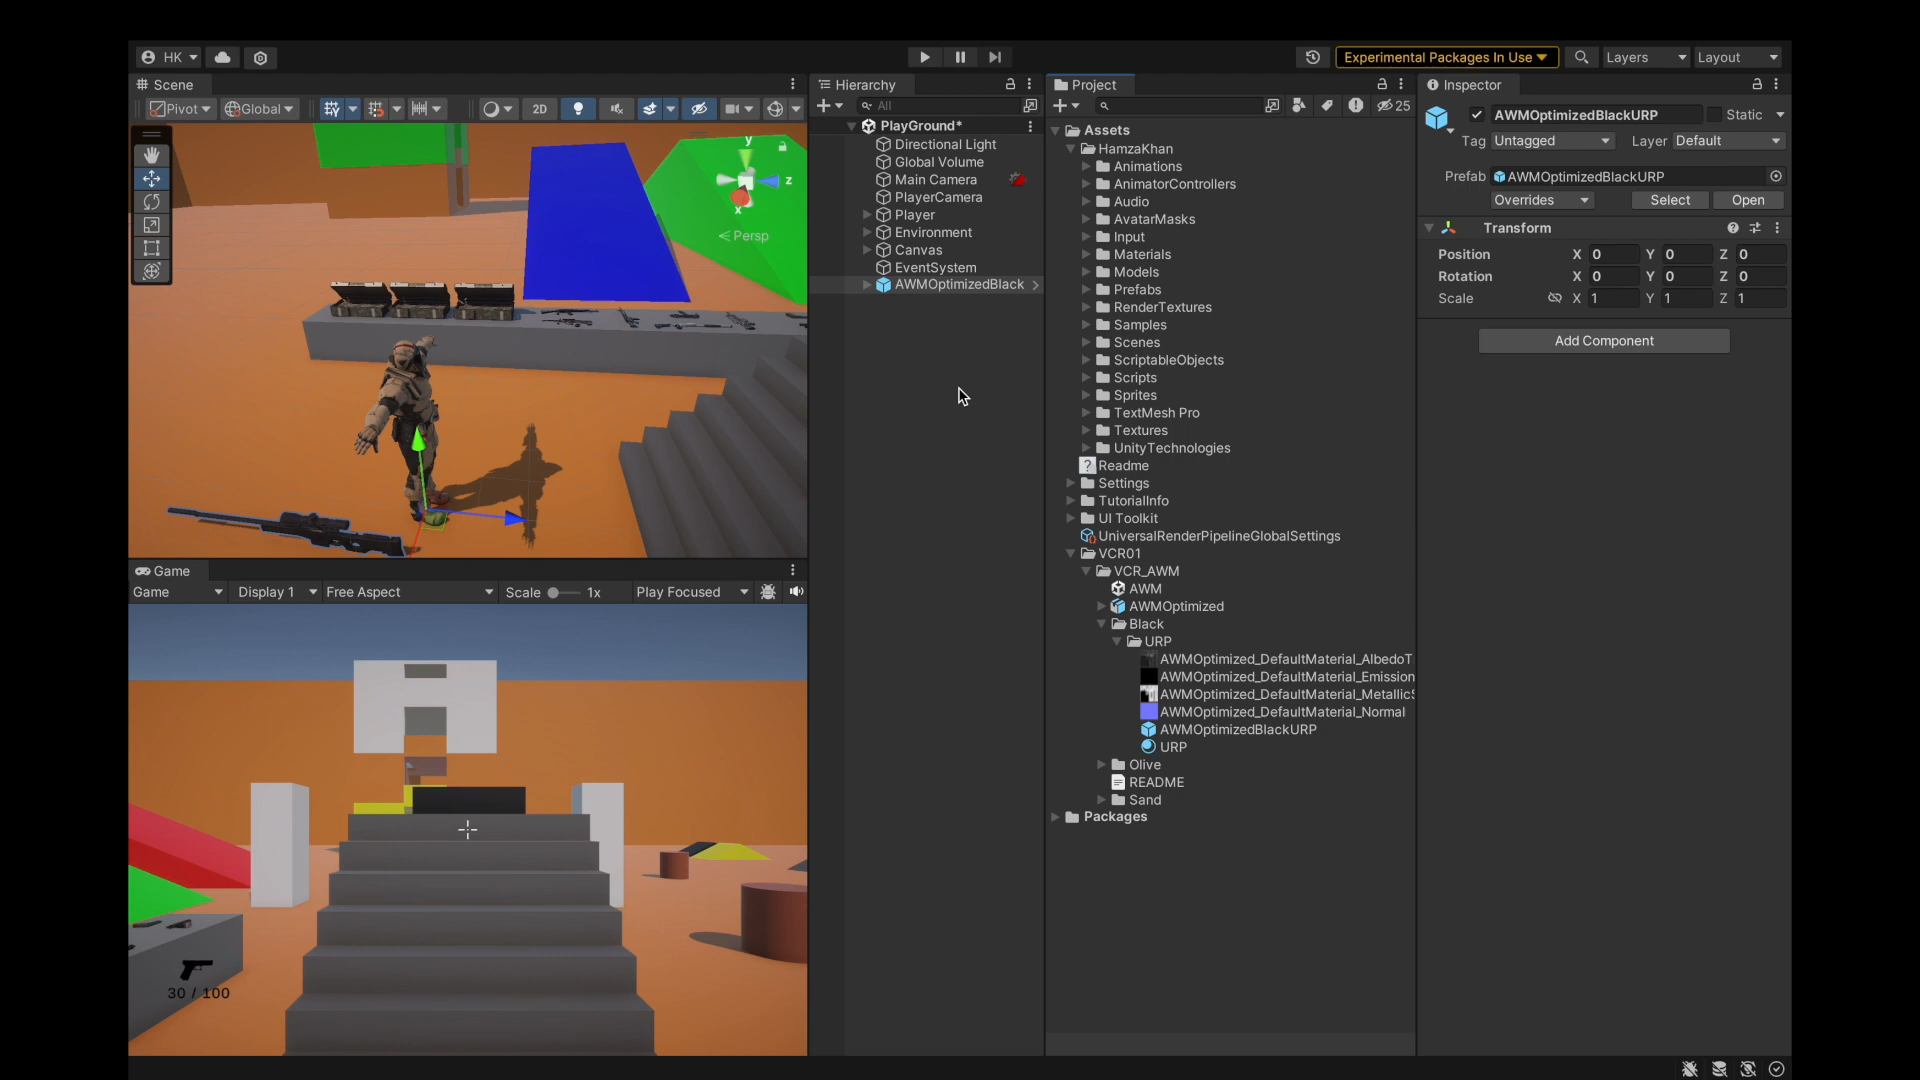 HK
Experimental Packages In Use
Layers
Layout
Scene
Pivot
Global
2D
y
z
x
Persp
Game
Game
Display 1
Free Aspect
Scale
1x
Play Focused
30 / 100
Hierarchy
All
PlayGround*
Directional Light
Global Volume
Main Camera
PlayerCamera
Player
Environment
Canvas
EventSystem
AWMOptimizedBlack
Project
25
Assets
HamzaKhan
Animations
AnimatorControllers
Audio
AvatarMasks
Input
Materials
Models
Prefabs
RenderTextures
Samples
Scenes
ScriptableObjects
Scripts
Sprites
TextMesh Pro
Textures
UnityTechnologies
Readme
Settings
TutorialInfo
UI Toolkit
UniversalRenderPipelineGlobalSettings
VCR01
VCR_AWM
AWM
AWMOptimized
Black
URP
AWMOptimized_DefaultMaterial_AlbedoT
AWMOptimized_DefaultMaterial_Emission
AWMOptimized_DefaultMaterial_MetallicS
AWMOptimized_DefaultMaterial_Normal
AWMOptimizedBlackURP
URP
Olive
README
Sand
Packages
Inspector
AWMOptimizedBlackURP
Static
Tag Untagged Layer Default
Prefab AWMOptimizedBlackURP
Overrides Select Open
Transform
Position X 0 Y 0 Z 0
Rotation X 0 Y 0 Z 0
Scale X 1 Y 1 Z 1
Add Component